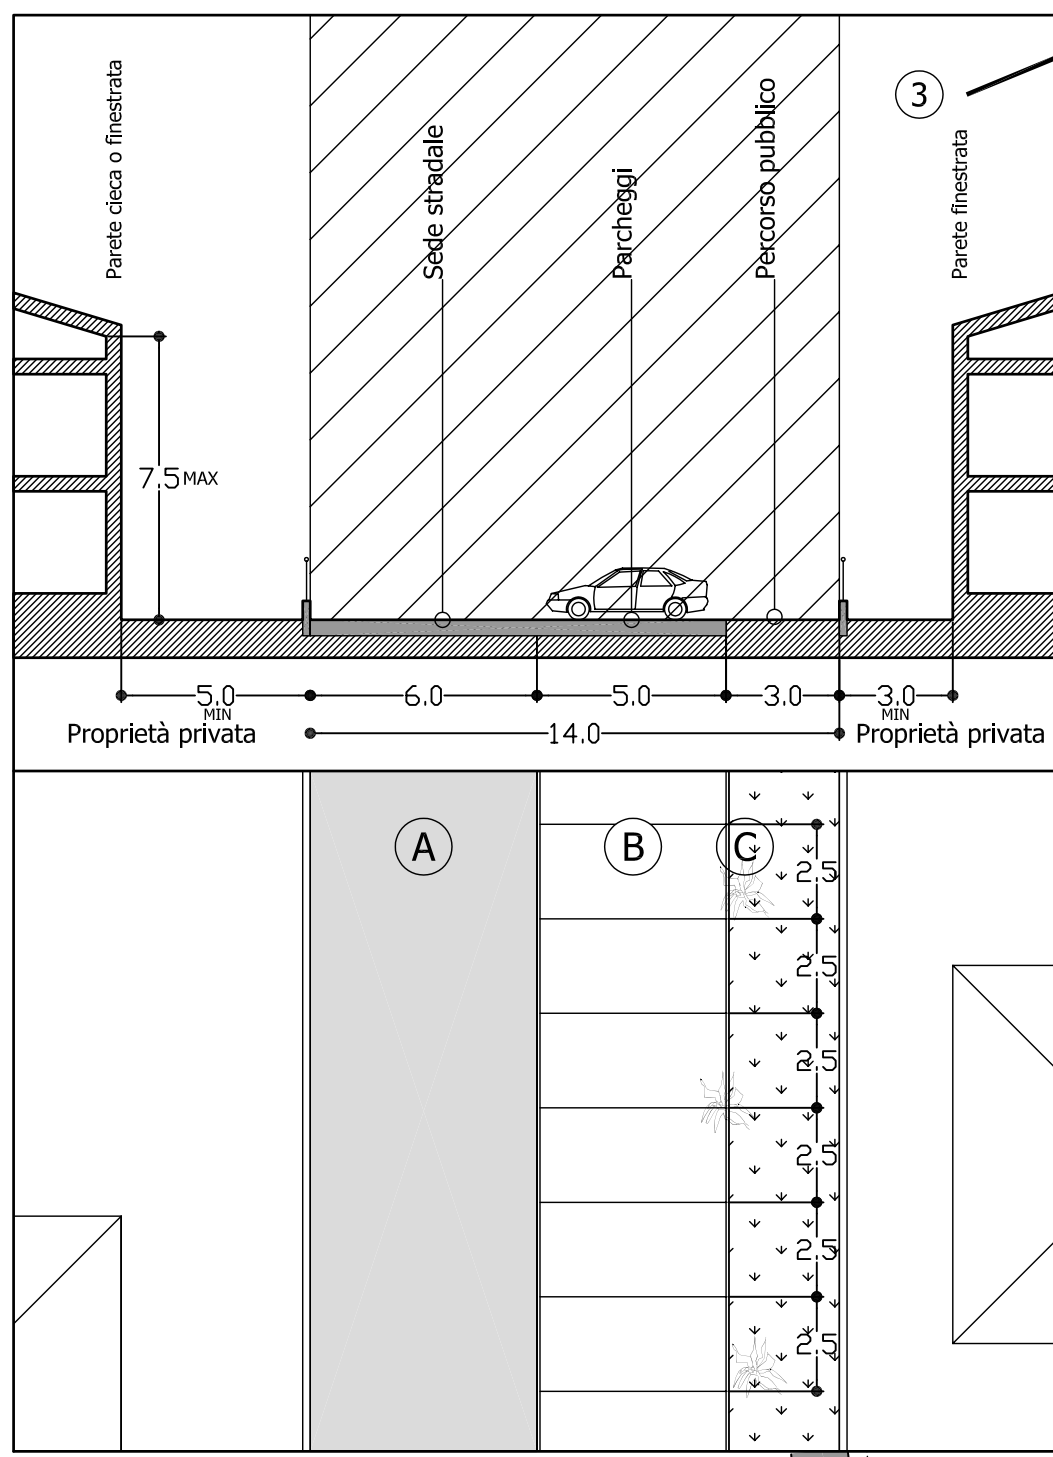 Parete cieca o finestrata
Sede stradale
Parcheggi
Percorso pubblico
3
Parete finestrata
7.5 MAX
5.0 6.0 5.0 3.0 3.0
MIN MIN
Proprietà privata 14.0 Proprietà privata
A B C
2.5
2.5
2.5
2.5
2.5
2.5